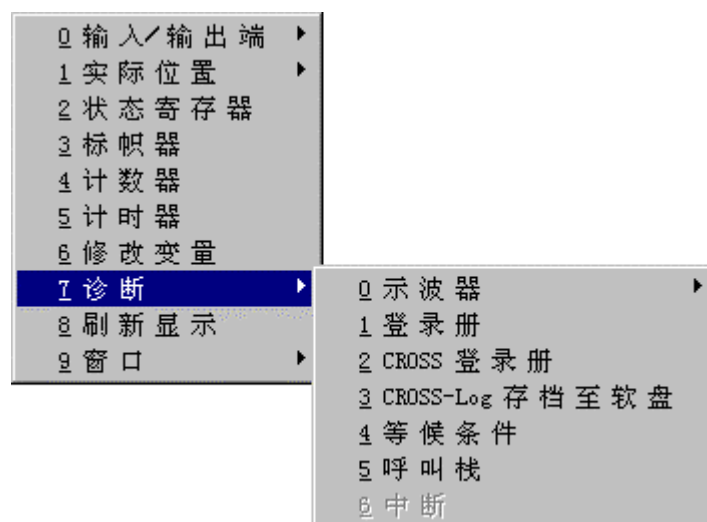 0 输入/输出端
1 实际位置
2 状态寄存器
3 标帜器
4 计数器
5 计时器
6 修改变量
7 诊断
8 刷新显示
9 窗口
0 示波器
1 登录册
2 CROSS 登录册
3 CROSS-Log 存档至软盘
4 等候条件
5 呼叫栈
6 中断